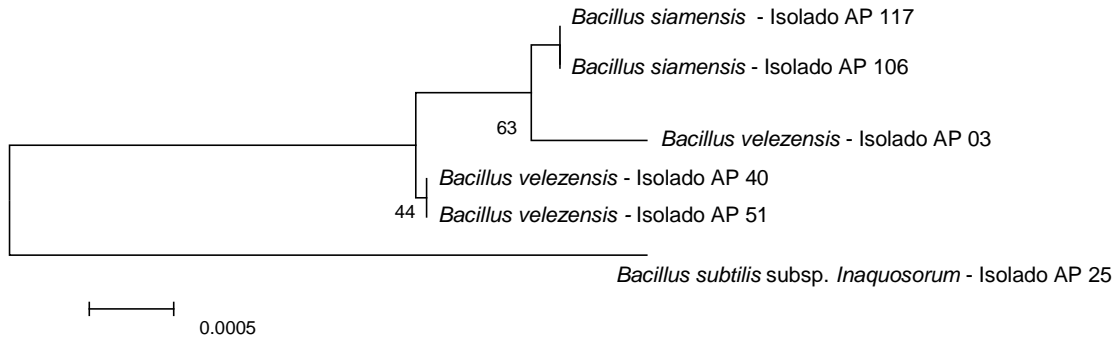 Bacillus siamensis - Isolado AP 117
Bacillus siamensis - Isolado AP 106
63
Bacillus velezensis - Isolado AP 03
Bacillus velezensis - Isolado AP 40
44
Bacillus velezensis - Isolado AP 51
Bacillus subtilis subsp. Inaquosorum - Isolado AP 25
0.0005